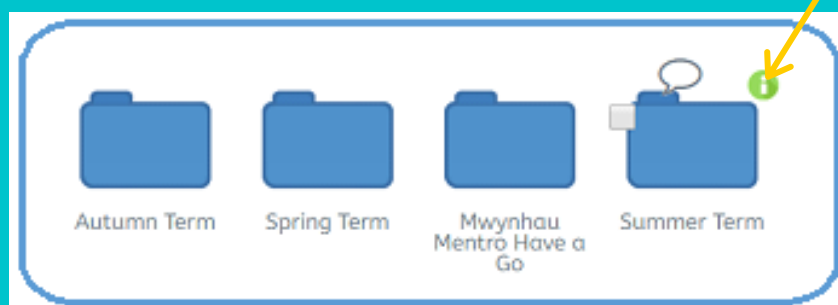 Autumn Term
Spring Term
Mwynhau
Mentro Have a
Go
Summer Term